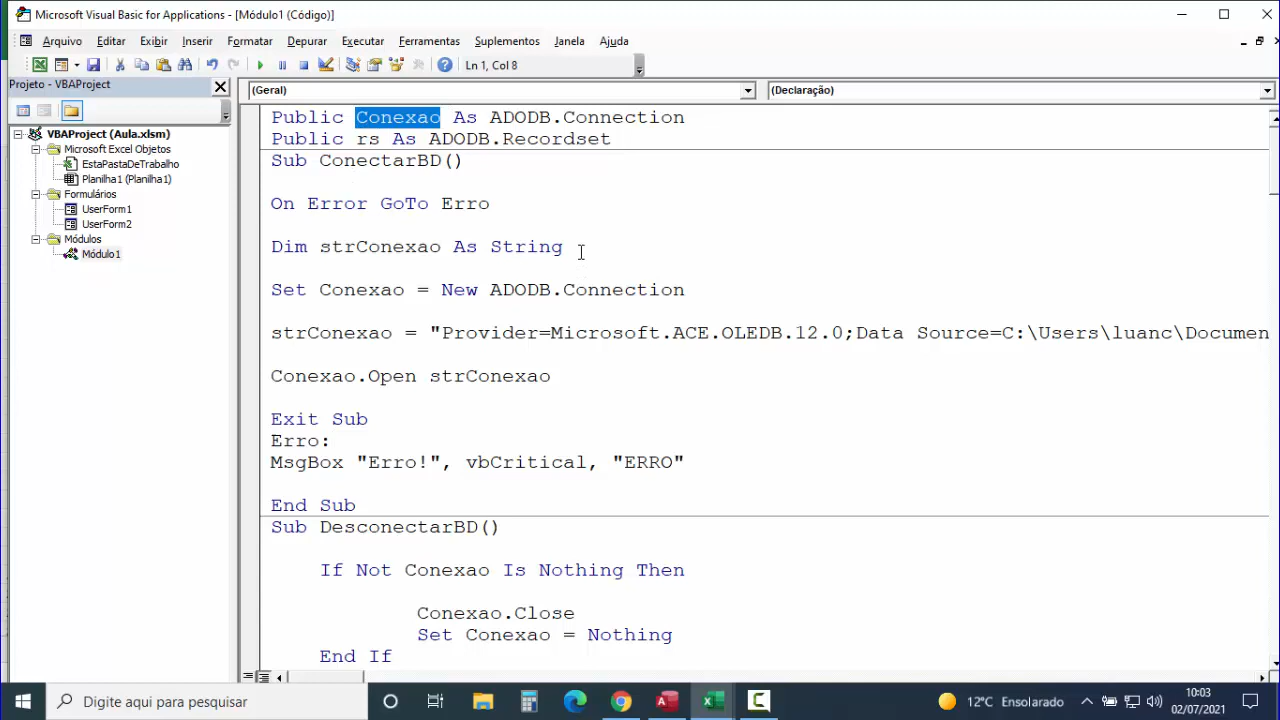 Microsoft Visual Basic for Applications - [Módulo1 (Código)]
Arquivo Editar Exibir Inserir Formatar Depurar Executar Ferramentas Suplementos Janela Ajuda
Ln 1, Col 8
Projeto - VBAProject
(Geral)
(Declaração)
VBAProject (Aula.xlsm)
Microsoft Excel Objetos
EstaPastaDeTrabalho
Planilha1 (Planilha1)
Formulários
UserForm1
UserForm2
Módulos
Módulo1
Public Conexao As ADODB.Connection
Public rs As ADODB.Recordset
Sub ConectarBD()
On Error GoTo Erro
Dim strConexao As String
Set Conexao = New ADODB.Connection
strConexao = "Provider=Microsoft.ACE.OLEDB.12.0;Data Source=C:\Users\luanc\Documen
Conexao.Open strConexao
Exit Sub
Erro:
MsgBox "Erro!", vbCritical, "ERRO"
End Sub
Sub DesconectarBD()
If Not Conexao Is Nothing Then
Conexao.Close
Set Conexao = Nothing
End If
Digite aqui para pesquisar
12°C Ensolarado
10:03
02/07/2021